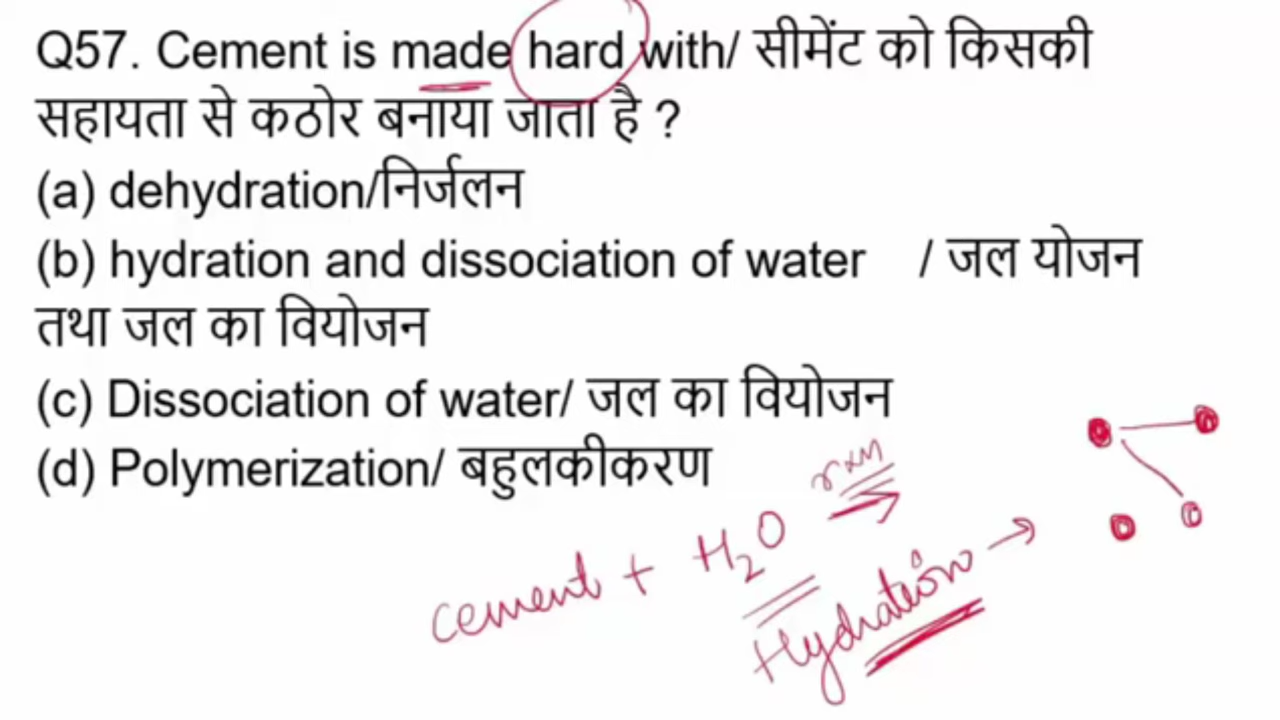 Q57. Cement is made hard with/ सीमेंट को किसकी
सहायता से कठोर बनाया जाता है ?
(a) dehydration/निर्जलन
(b) hydration and dissociation of water / जल योजन
तथा जल का वियोजन
(c) Dissociation of water/ जल का वियोजन
(d) Polymerization/ बहुलकीकरण
cement + H₂O rxn →
Hydration →